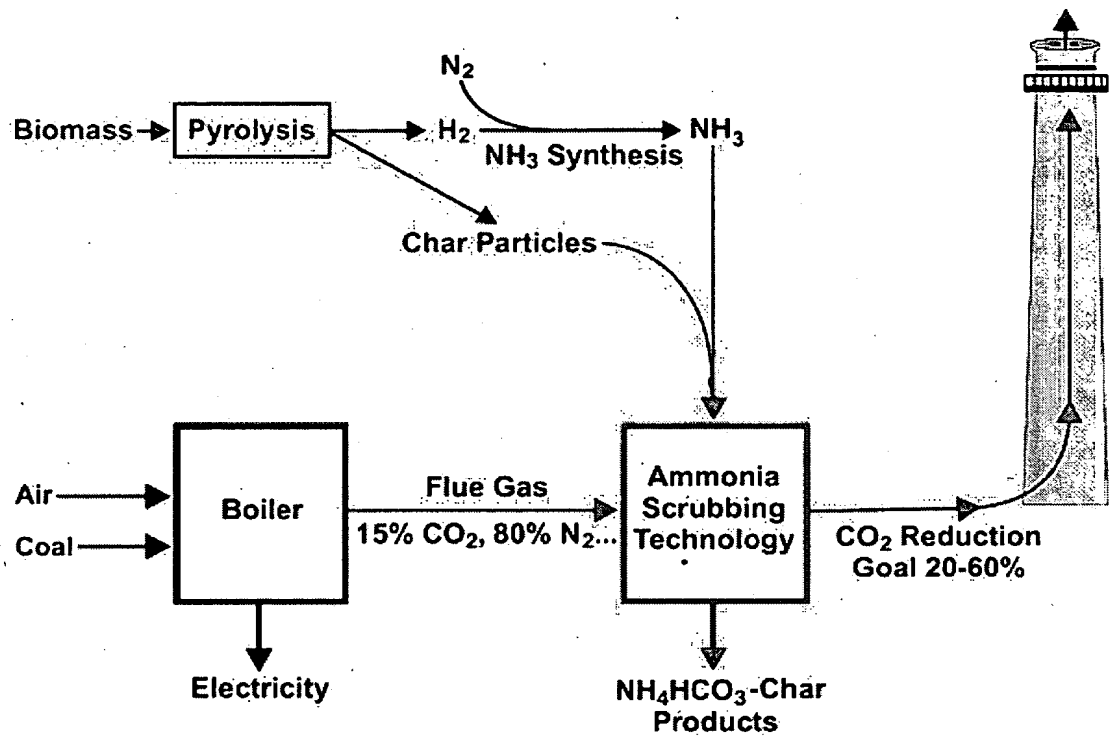 N₂
Biomass
Pyrolysis
H₂
NH₃
NH₃ Synthesis
Char Particles
Air
Coal
Boiler
Flue Gas
15% CO₂, 80% N₂...
Ammonia
Scrubbing
Technology
CO₂ Reduction
Goal 20-60%
Electricity
NH₄HCO₃-Char
Products